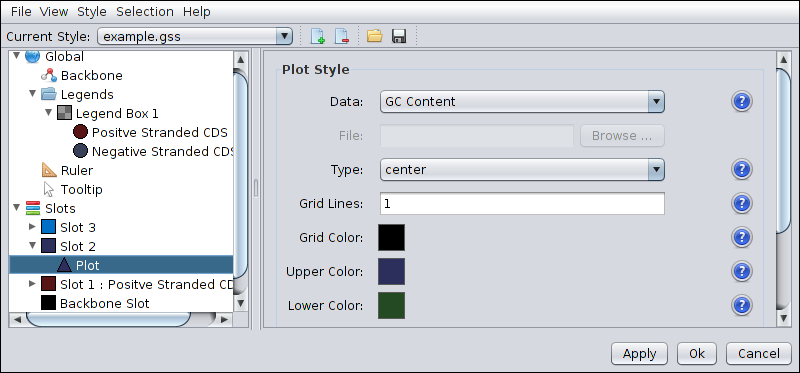 File View Style Selection Help
Current Style: example.gss
Global
Backbone
Legends
Legend Box 1
Positve Stranded CDS
Negative Stranded CDS
Ruler
Tooltip
Slots
Slot 3
Slot 2
Plot
Slot 1 : Positve Stranded CD
Backbone Slot
Plot Style
Data: GC Content
File: Browse ...
Type: center
Grid Lines: 1
Grid Color:
Upper Color:
Lower Color:
Apply Ok Cancel